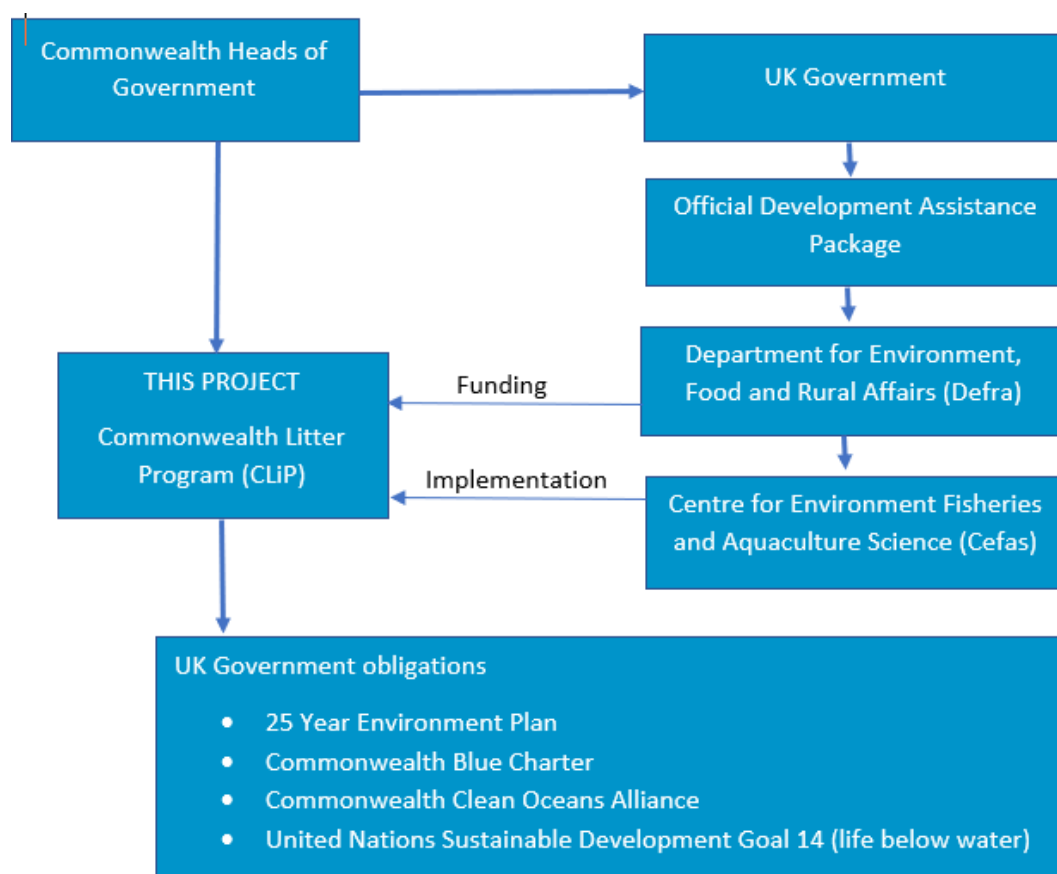 Commonwealth Heads of
Government
UK Government
Official Development Assistance
Package
Department for Environment,
Food and Rural Affairs (Defra)
Funding
THIS PROJECT
Commonwealth Litter
Program (CLiP)
Implementation
Centre for Environment Fisheries
and Aquaculture Science (Cefas)
UK Government obligations
• 25 Year Environment Plan
• Commonwealth Blue Charter
• Commonwealth Clean Oceans Alliance
• United Nations Sustainable Development Goal 14 (life below water)